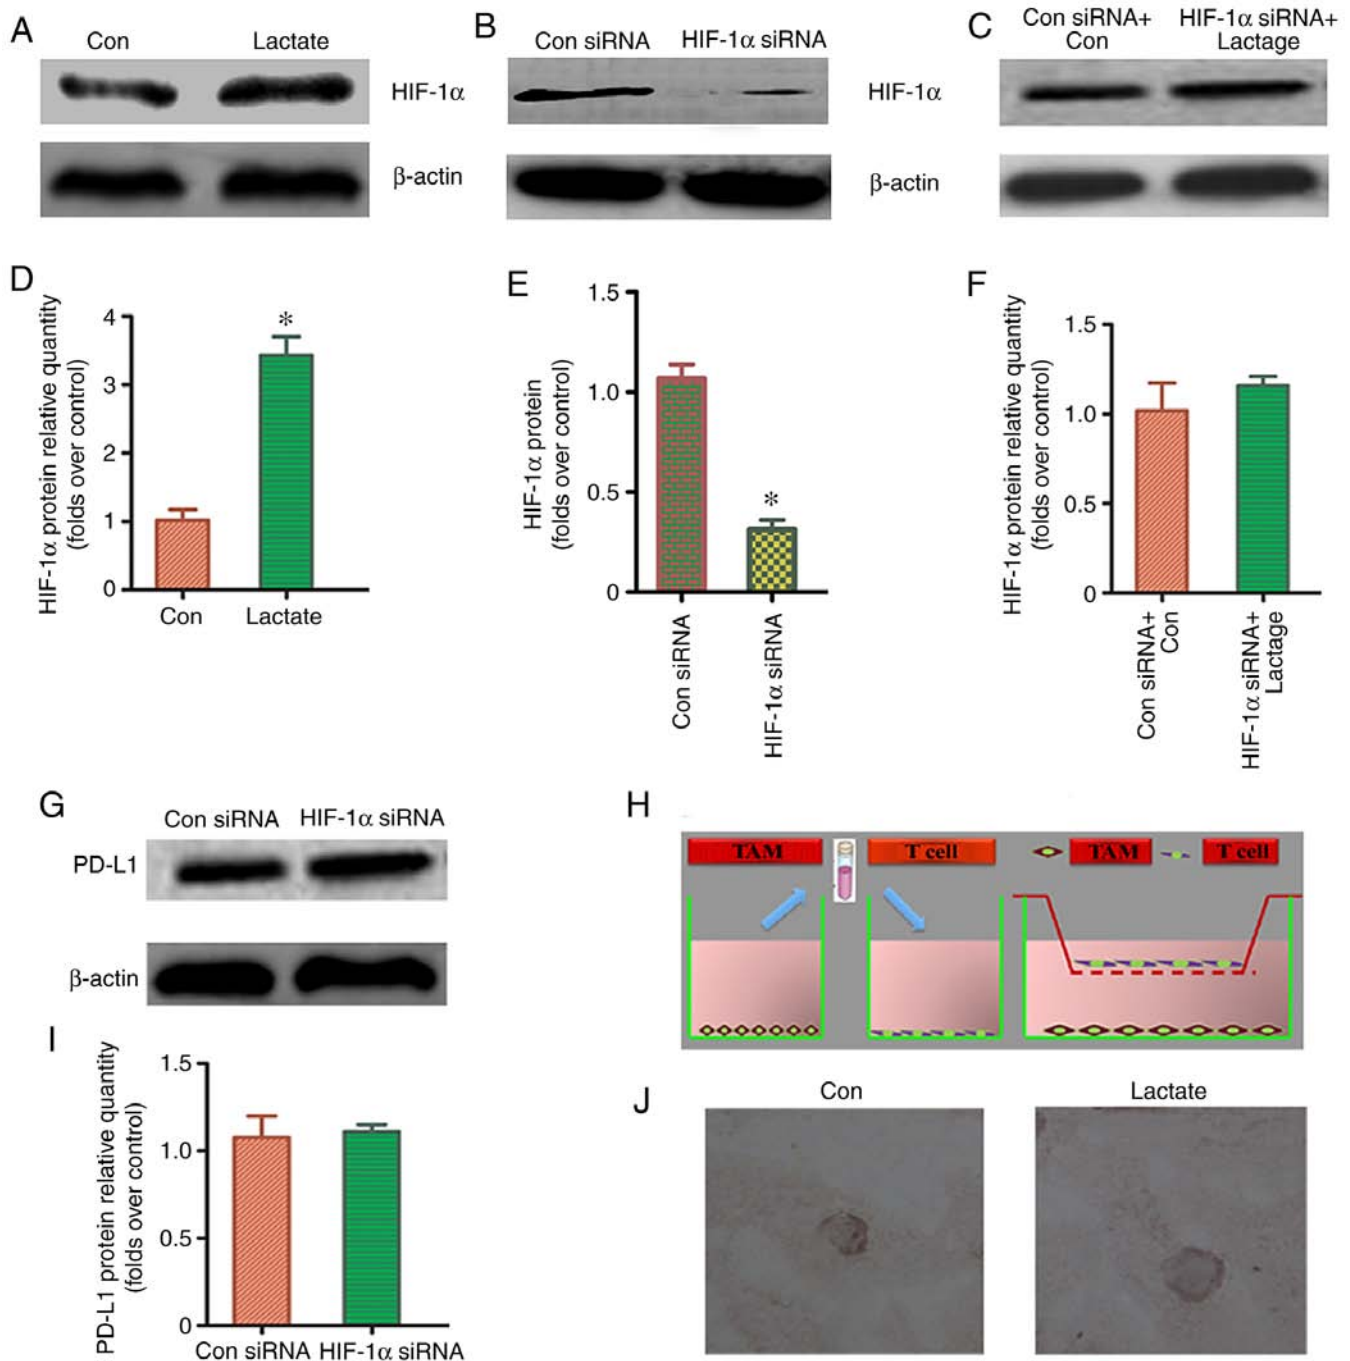 A
Con
Lactate
HIF-1α
β-actin
B
Con siRNA
HIF-1α siRNA
HIF-1α
β-actin
C
Con siRNA+
Con
HIF-1α siRNA+
Lactage
D
HIF-1α protein relative quantity
(folds over control)
4
3
2
1
0
*
Con
Lactate
E
HIF-1α protein
(folds over control)
1.5
1.0
0.5
0
*
Con siRNA
HIF-1α siRNA
F
HIF-1α protein relative quantity
(folds over control)
1.5
1.0
0.5
0
Con siRNA+
Con
HIF-1α siRNA+
Lactage
G
Con siRNA
HIF-1α siRNA
PD-L1
β-actin
H
TAM
T cell
TAM
T cell
I
PD-L1 protein relative quantity
(folds over control)
1.5
1.0
0.5
0
Con siRNA
HIF-1α siRNA
J
Con
Lactate